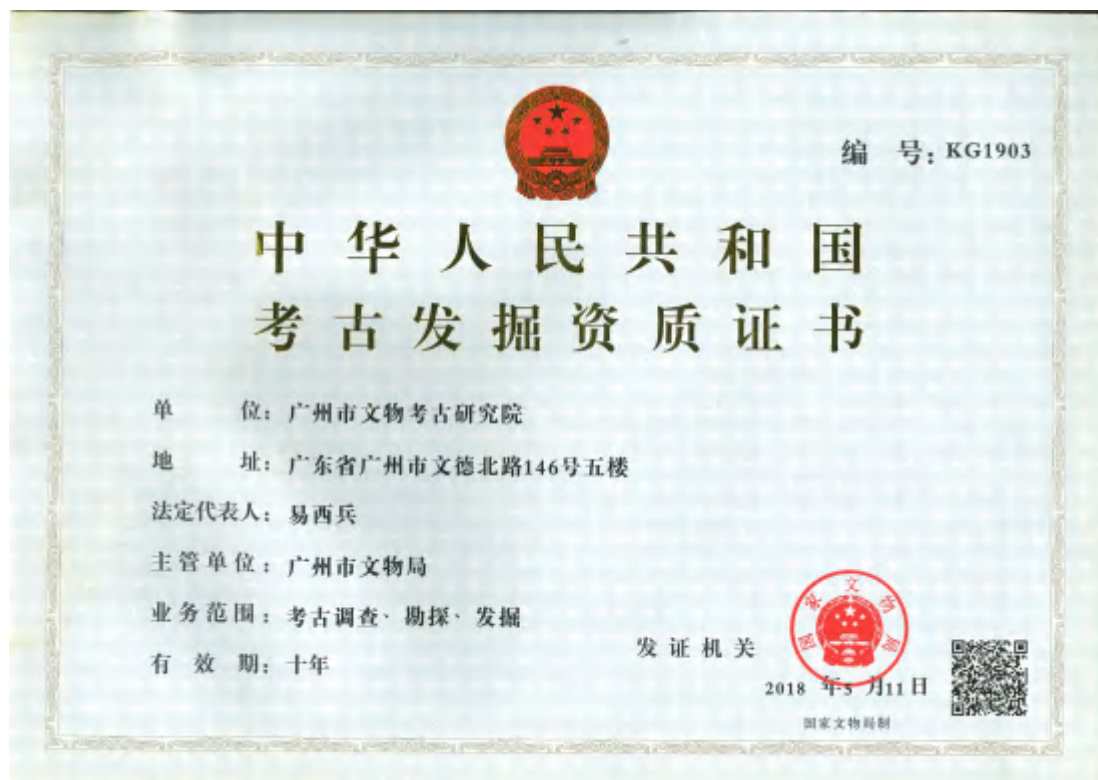 编 号：KG1903
中华人民共和国
考古发掘资质证书
单 位：广州市文物考古研究院
地 址：广东省广州市文德北路146号五楼
法定代表人：易西兵
主管单位：广州市文物局
业务范围：考古调查、勘探、发掘
有 效 期：十年
发证机关
国家文物局
2018 年5 月11日
国家文物局制